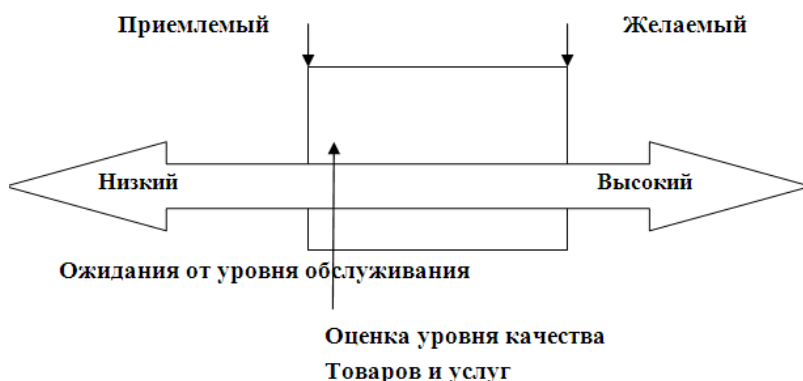 Приемлемый
Желаемый
Низкий
Высокий
Ожидания от уровня обслуживания
Оценка уровня качества
Товаров и услуг